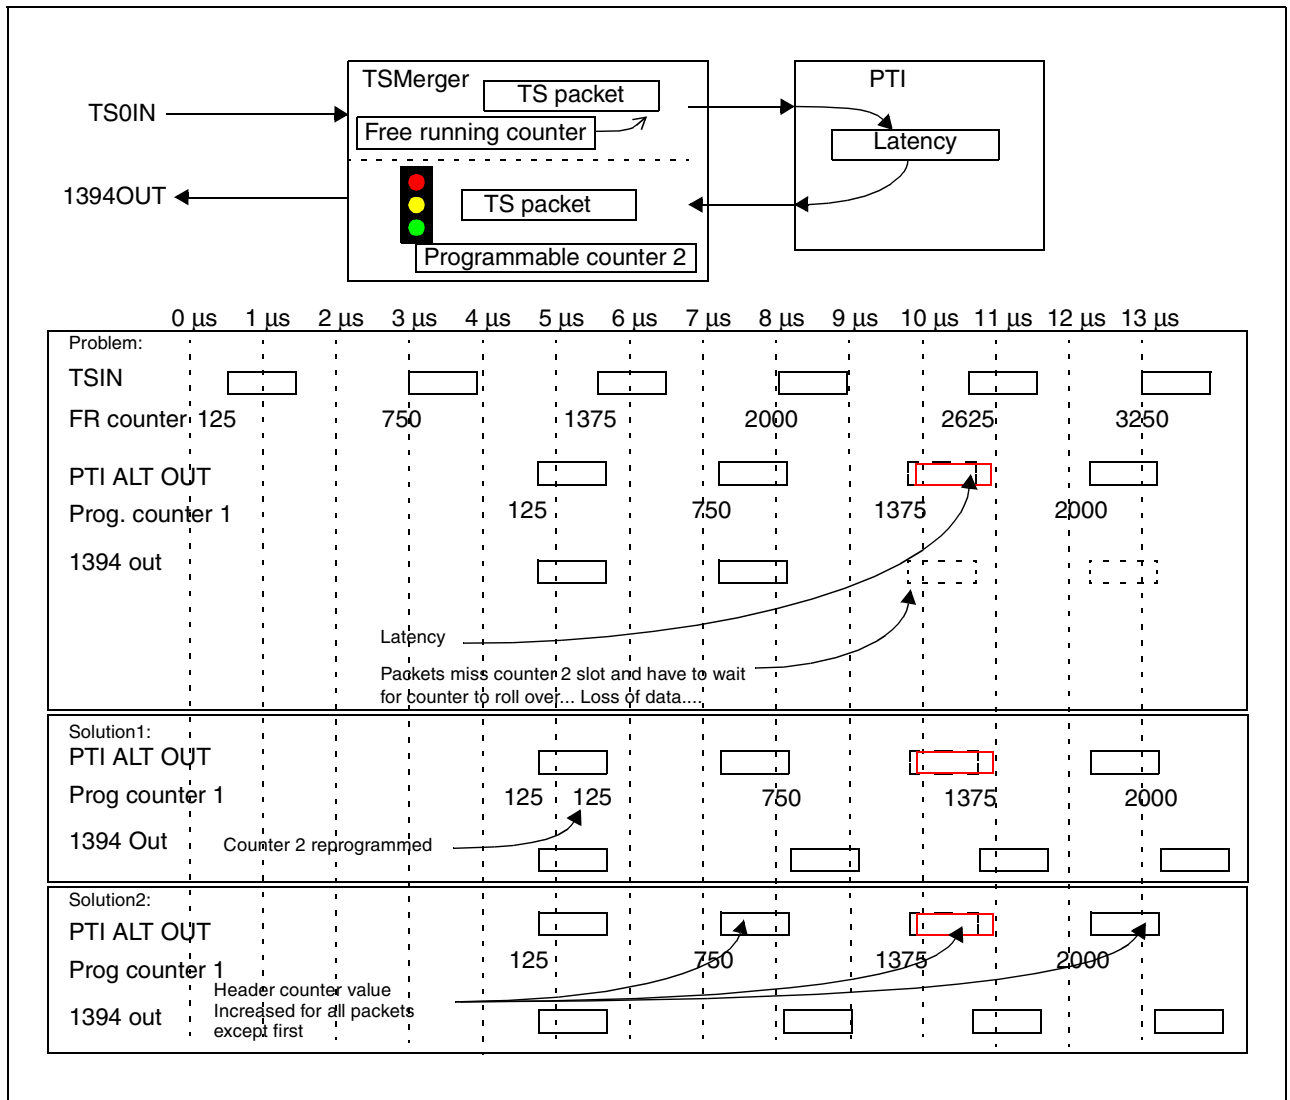 TSMerger
PTI
TS packet
TS0IN
Free running counter
Latency
1394OUT
TS packet
Programmable counter 2
0 µs 1 µs 2 µs 3 µs 4 µs 5 µs 6 µs 7 µs 8 µs 9 µs 10 µs 11 µs 12 µs 13 µs
Problem:
TSIN
FR counter 125 750 1375 2000 2625 3250
PTI ALT OUT
Prog. counter 1 125 750 1375 2000
1394 out
Latency
Packets miss counter 2 slot and have to wait
for counter to roll over... Loss of data....
Solution1:
PTI ALT OUT
Prog counter 1 125 125 750 1375 2000
1394 Out
Counter 2 reprogrammed
Solution2:
PTI ALT OUT
Prog counter 1 125 750 1375 2000
Header counter value
Increased for all packets
except first
1394 out